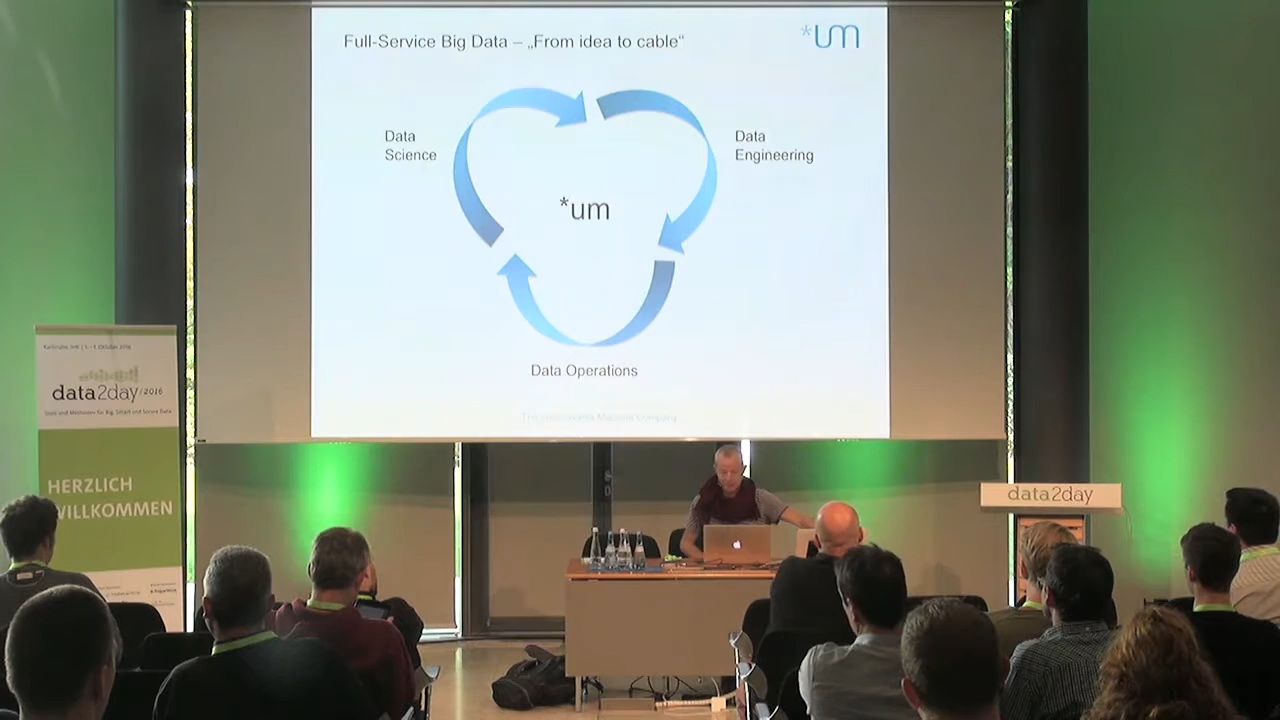 Full-Service Big Data – „From idea to cable“
*um
Data
Science
Data
Engineering
*um
Data Operations
data2day/2016
HERZLICH
WILLKOMMEN
data2day